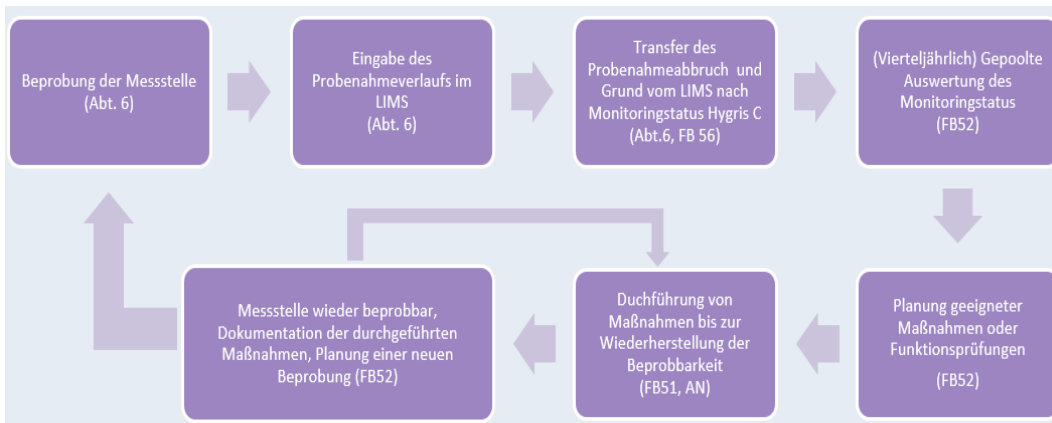 Beprobung der Messstelle
(Abt. 6)
Eingabe des
Probenahmeverlaufs im
LIMS
(Abt. 6)
Transfer des
Probenahmeabbruch und
Grund vom LIMS nach
Monitoringstatus Hygris C
(Abt.6, FB 56)
(Vierteljährlich) Gepoolte
Auswertung des
Monitoringstatus
(FB52)
Planung geeigneter
Maßnahmen oder
Funktionsprüfungen
(FB52)
Duchführung von
Maßnahmen bis zur
Wiederherstellung der
Beprobbarkeit
(FB51, AN)
Messstelle wieder beprobbar,
Dokumentation der durchgeführten
Maßnahmen, Planung einer neuen
Beprobung (FB52)